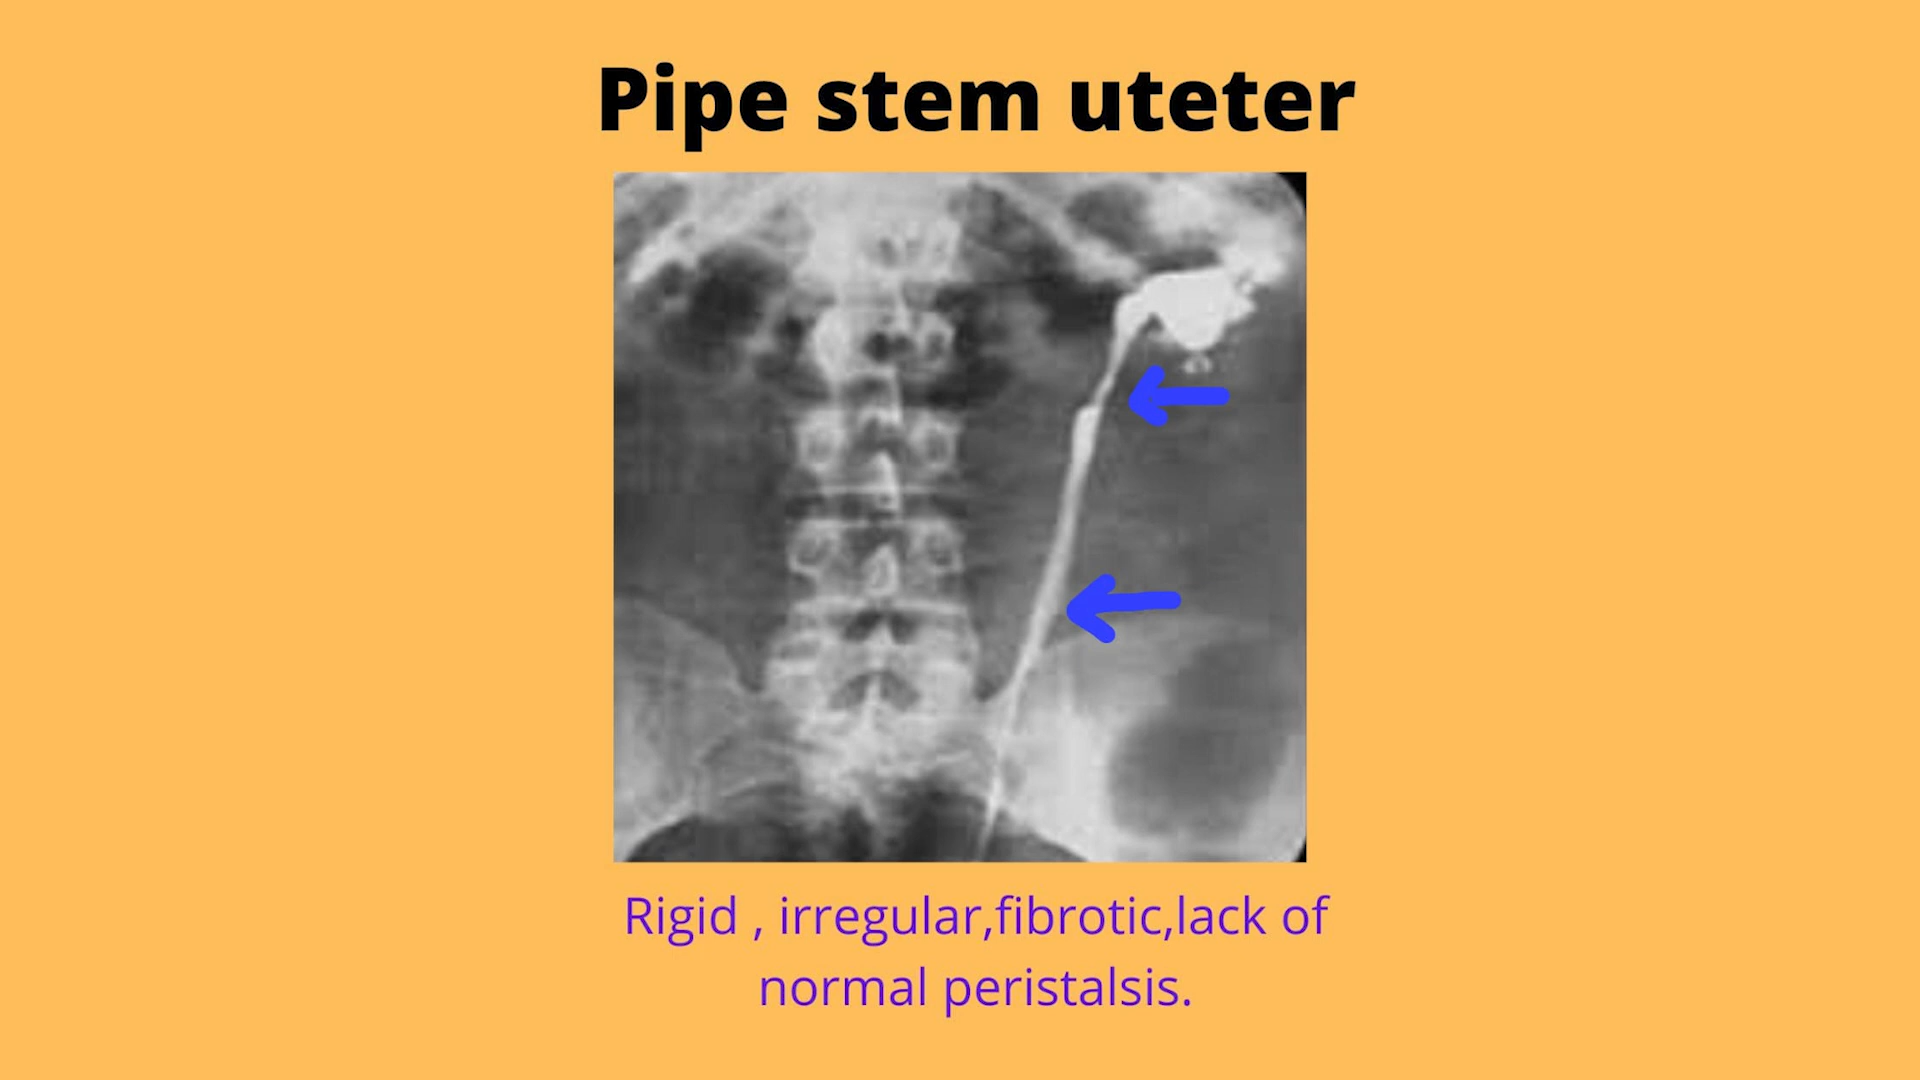 Pipe stem uteter
Rigid , irregular,fibrotic,lack of
normal peristalsis.